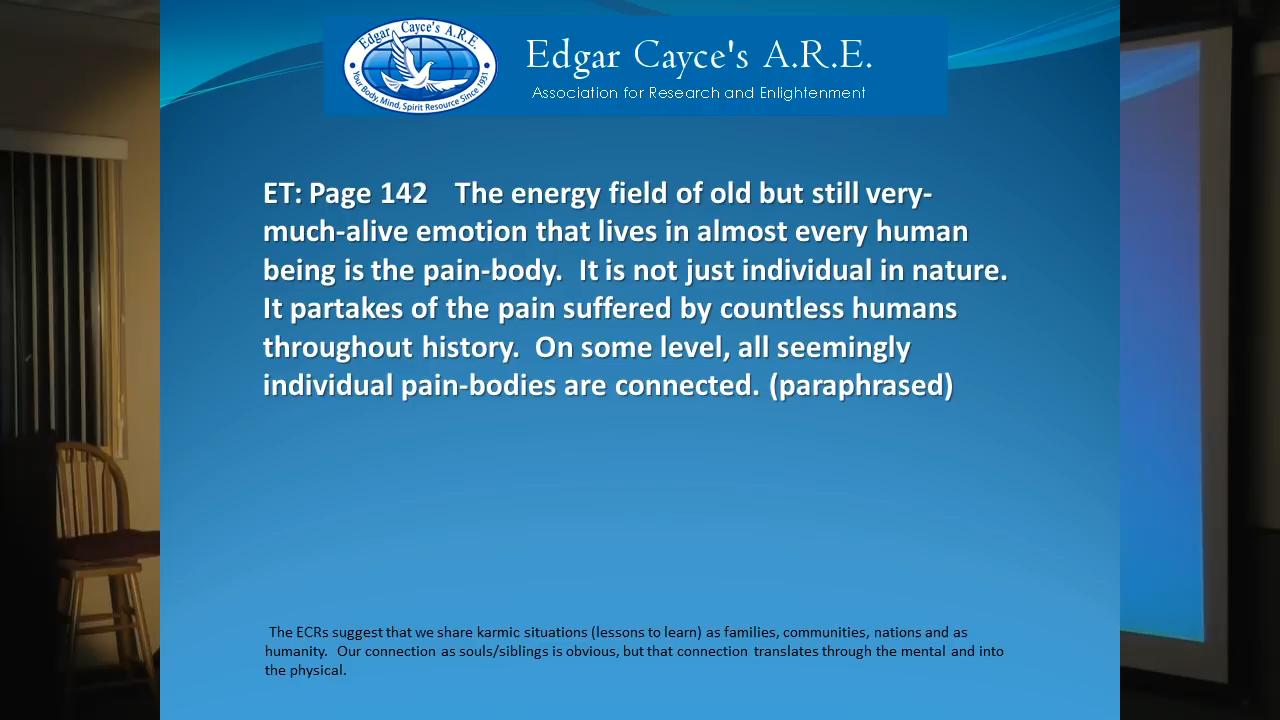 Edgar Cayce's A.R.E.
Your Body, Mind, Spirit Resource Since 1931
Edgar Cayce's A.R.E.
Association for Research and Enlightenment
ET: Page 142    The energy field of old but still very-
much-alive emotion that lives in almost every human
being is the pain-body.  It is not just individual in nature.
It partakes of the pain suffered by countless humans
throughout history.  On some level, all seemingly
individual pain-bodies are connected. (paraphrased)
The ECRs suggest that we share karmic situations (lessons to learn) as families, communities, nations and as
humanity.  Our connection as souls/siblings is obvious, but that connection translates through the mental and into
the physical.